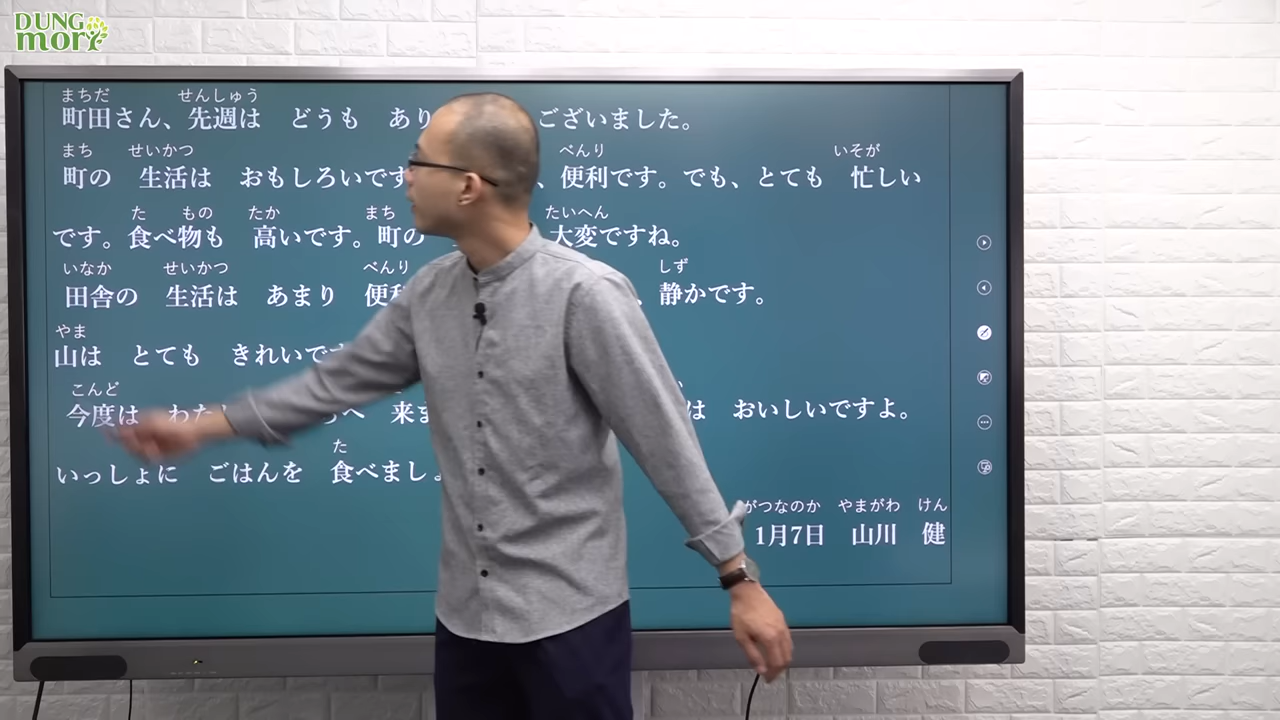 DUNG
mori
まちだ せんしゅう
町田さん、先週は どうも あり ございました。
まち せいかつ べんり いそが
町の 生活は おもしろいです 、便利です。でも、とても 忙しい
た もの たか まち たいへん
です。食べ物も 高いです。町の 大変ですね。
いなか せいかつ べんり しず
田舎の 生活は あまり 便 、静かです。
やま
山は とても きれいで
こんど
今度は わた へ 来ま は おいしいですよ。
た
いっしょに ごはんを 食べましょ
がつなのか やまがわ けん
1月7日 山川 健